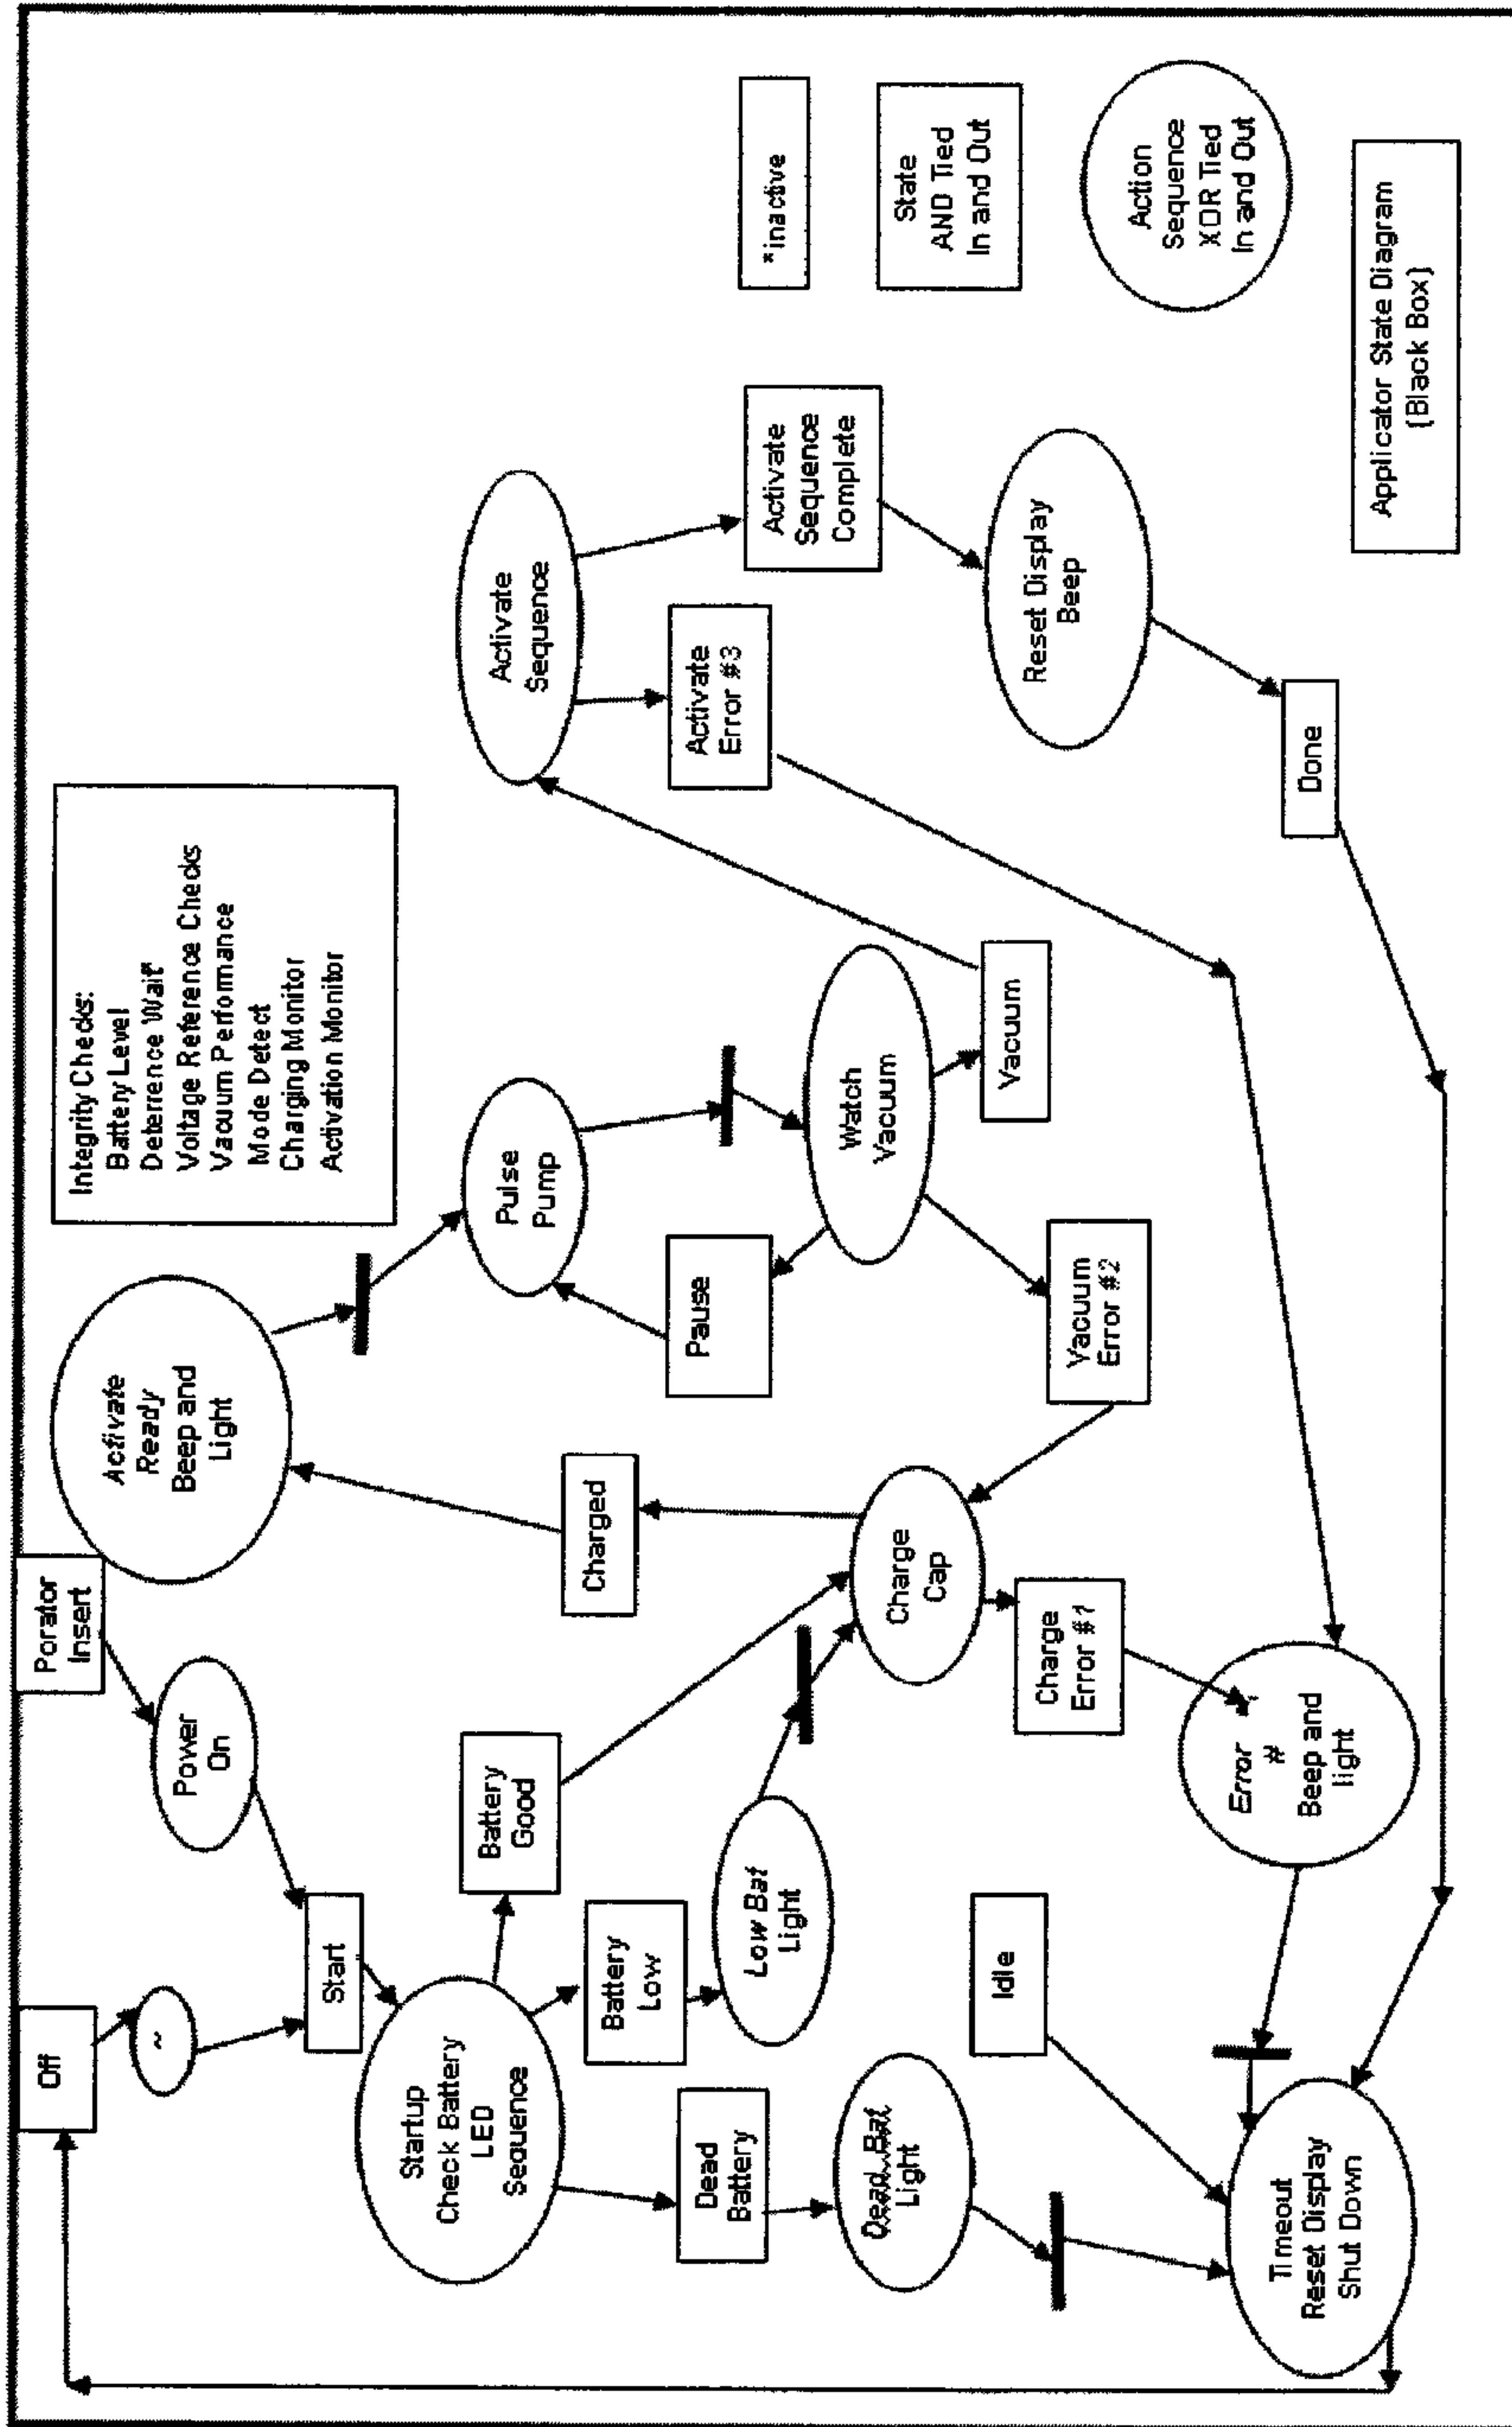 Off
~
Start
Porator
Insert
Power
On
Startup
Check Battery
LED
Sequence
Battery
Good
Battery
Low
Low Bat
Light
Dead
Battery
Dead Bat
Light
Idle
Timeout
Reset Display
Shut Down
Activate
Ready
Beep and
Light
Charged
Charge
Cap
Charge
Error #1
Error
#
Beep and
light
Integrity Checks:
Battery Level
Deterrence Wait*
Voltage Reference Checks
Vacuum Performance
Mode Detect
Charging Monitor
Activation Monitor
Pulse
Pump
Pause
Watch
Vacuum
Vacuum
Error #2
Vacuum
Activate
Sequence
Activate
Error #3
Activate
Sequence
Complete
Reset Display
Beep
Done
*inactive
State
AND Tied
In and Out
Action
Sequence
XOR Tied
In and Out
Applicator State Diagram
(Black Box)